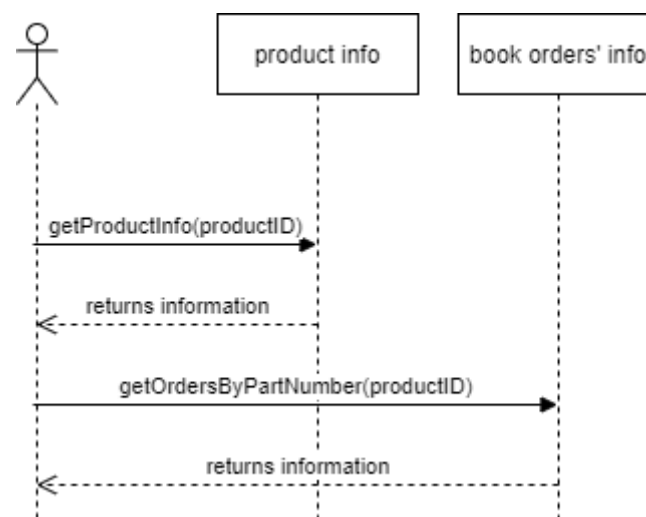 product info
book orders' info
getProductInfo(productID)
returns information
getOrdersByPartNumber(productID)
returns information